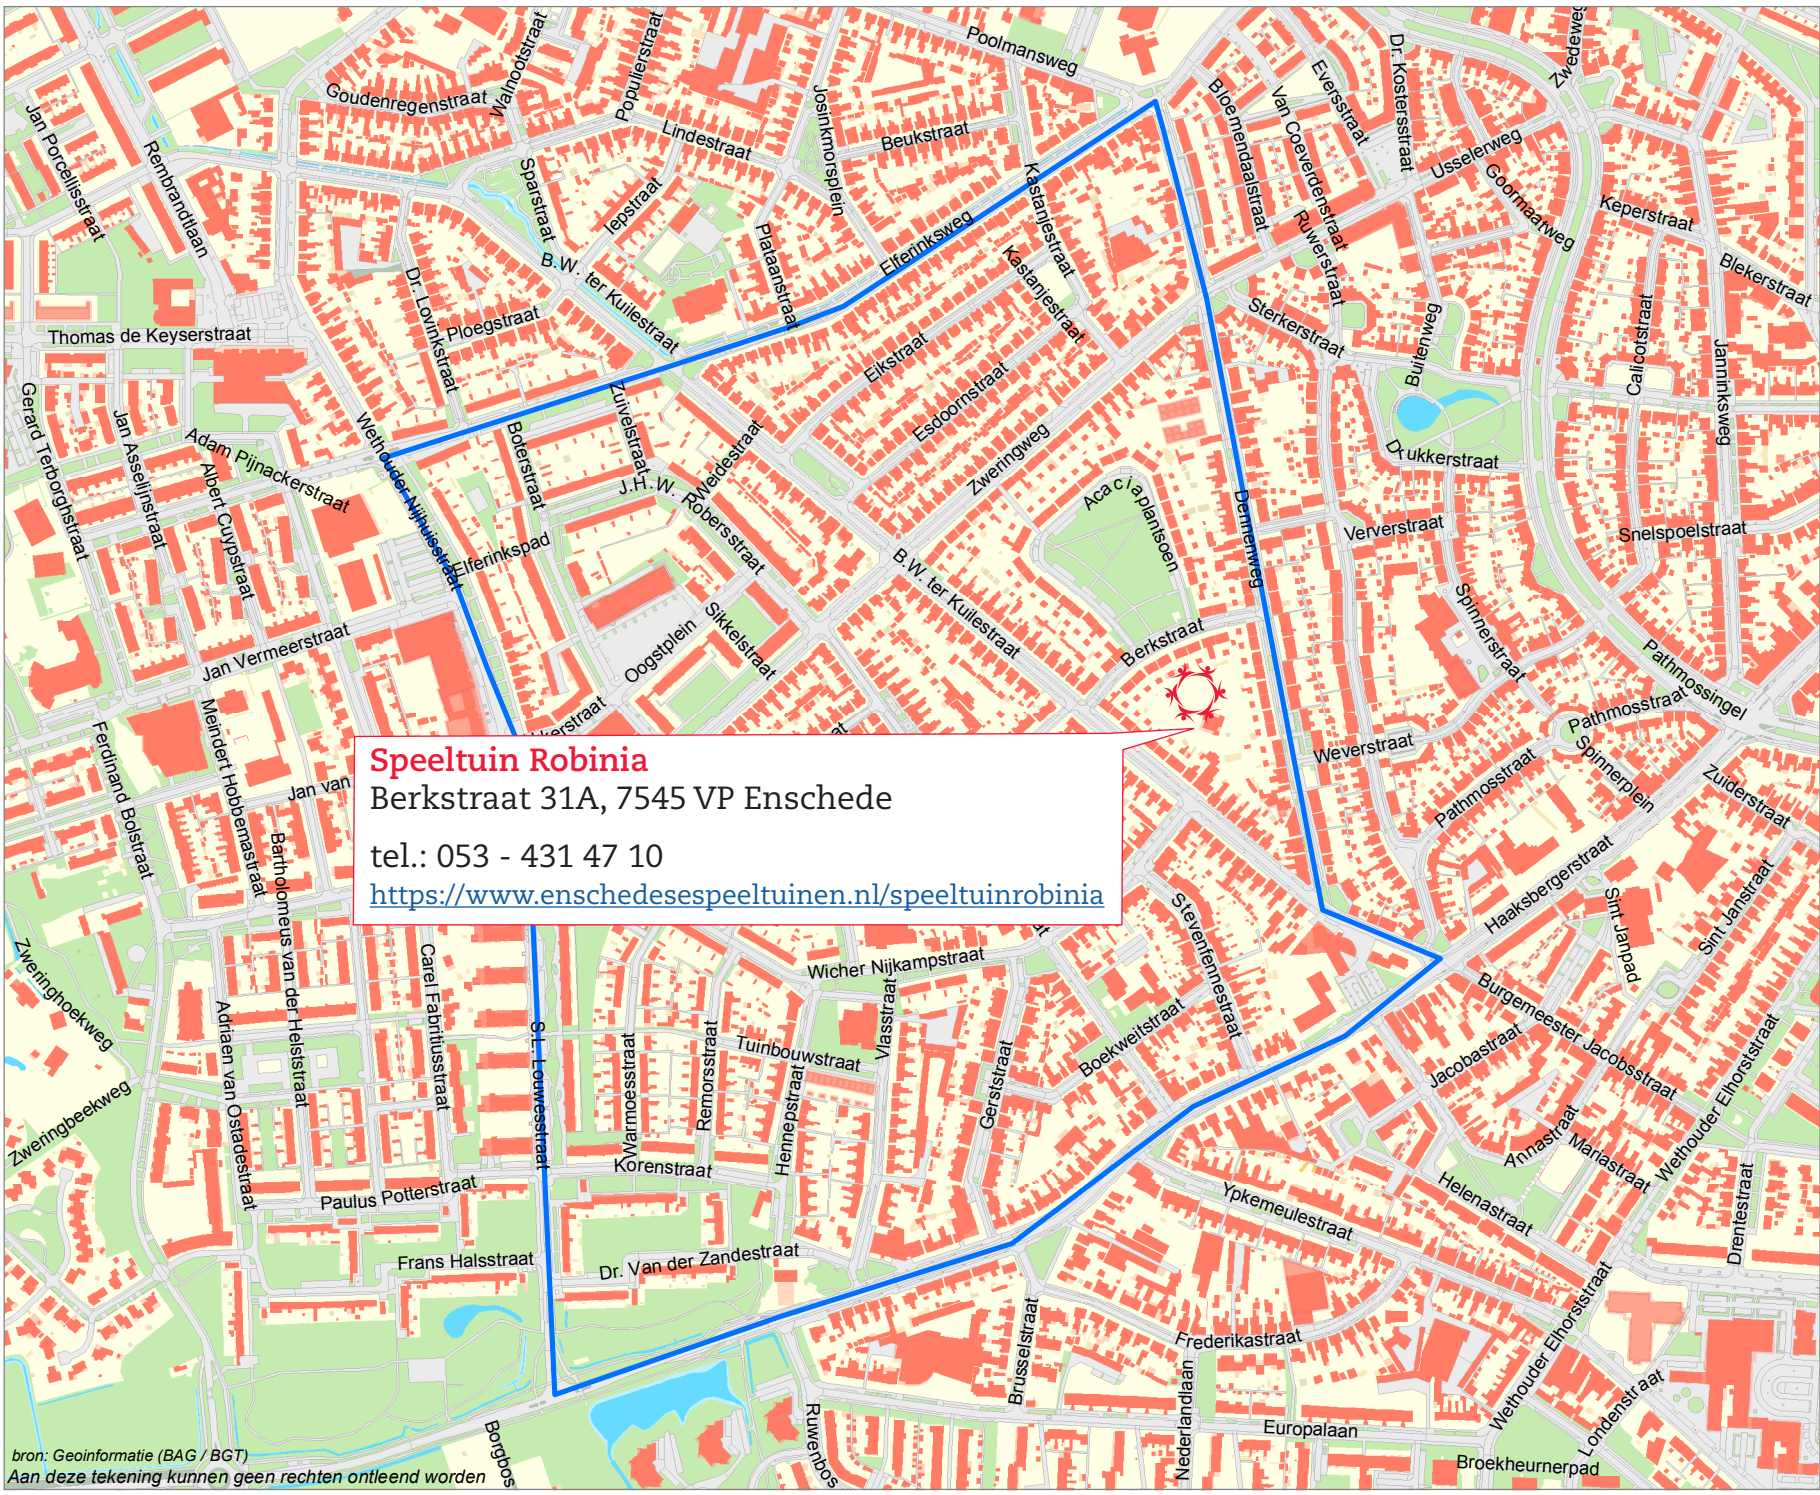 Poolmansweg
Zwedeweg
Walnootstraat
Populierstraat
Goudenregenstraat
Josinkmorsplein
Lindestraat
Beukstraat
Bloemendaalstraat
Van Coeverdenstraat
Eversstraat
Dr. Kostersstraat
Usselerweg
Goormaatweg
Keperstraat
Blekerstraat
Jan Porcellisstraat
Rembrandtlaan
Sparstraat
Iepstraat
Plataanstraat
Elferinksweg
Kastanjestraat
Kastanjestraat
Ruwerstraat
B.W. ter Kuilestraat
Dr. Lovinkstraat
Ploegstraat
Thomas de Keyserstraat
Sterkerstraat
Buitenweg
Calicotstraat
Janninksweg
Eikstraat
Esdoornstraat
Zweringweg
Gerard Terborghstraat
Jan Asselijnstraat
Adam Pijnackerstraat
Albert Cuypstraat
Wethouder Nijhuisstraat
Boterstraat
Zuivelstraat
Weidestraat
J.H.W. Robersstraat
Elferinkspad
Acaciaplantsoen
Dennenweg
Drukkerstraat
Ververstraat
Snelspoelstraat
B.W. ter Kuilestraat
Sikkelstraat
Oogstplein
Jan Vermeerstraat
Berkstraat
Spinnerstraat
Pathmossingel
Pathmosstraat
Weverstraat
Spinnerplein
Pathmosstraat
Zuiderstraat
Ferdinand Bolstraat
Meindert Hobbemastraat
kkerstraat
at
Jan van
Speeltuin Robinia
Berkstraat 31A, 7545 VP Enschede
tel.: 053 - 431 47 10
https://www.enschedesespeeltuinen.nl/speeltuinrobinia
Bartholomeus van der Helststraat
Haaksbergerstraat
Sint Janpad
Sint Janstraat
Stevenfennestraat
Zweringhoekweg
Carel Fabritiusstraat
Wicher Nijkampstraat
Vlasstraat
Burgemeester Jacobsstraat
Adriaen van Ostadestraat
S.L. Louwesstraat
Warmoesstraat
Remorsstraat
Tuinbouwstraat
Hennepstraat
Gerststraat
Boekweitstraat
Jacobastraat
Wethouder Elhorststraat
Zweringbeekweg
Annastraat
Mariastraat
Korenstraat
Paulus Potterstraat
Ypkemeulestraat
Helenastraat
Drentestraat
Frans Halsstraat
Dr. Van der Zandestraat
Brusselstraat
Frederikastraat
Wethouder Elhorststraat
Nederlandlaan
Londenstraat
Europalaan
Broekheurnerpad
Borgbos
Ruwenbos
bron: Geoinformatie (BAG / BGT)
Aan deze tekening kunnen geen rechten ontleend worden